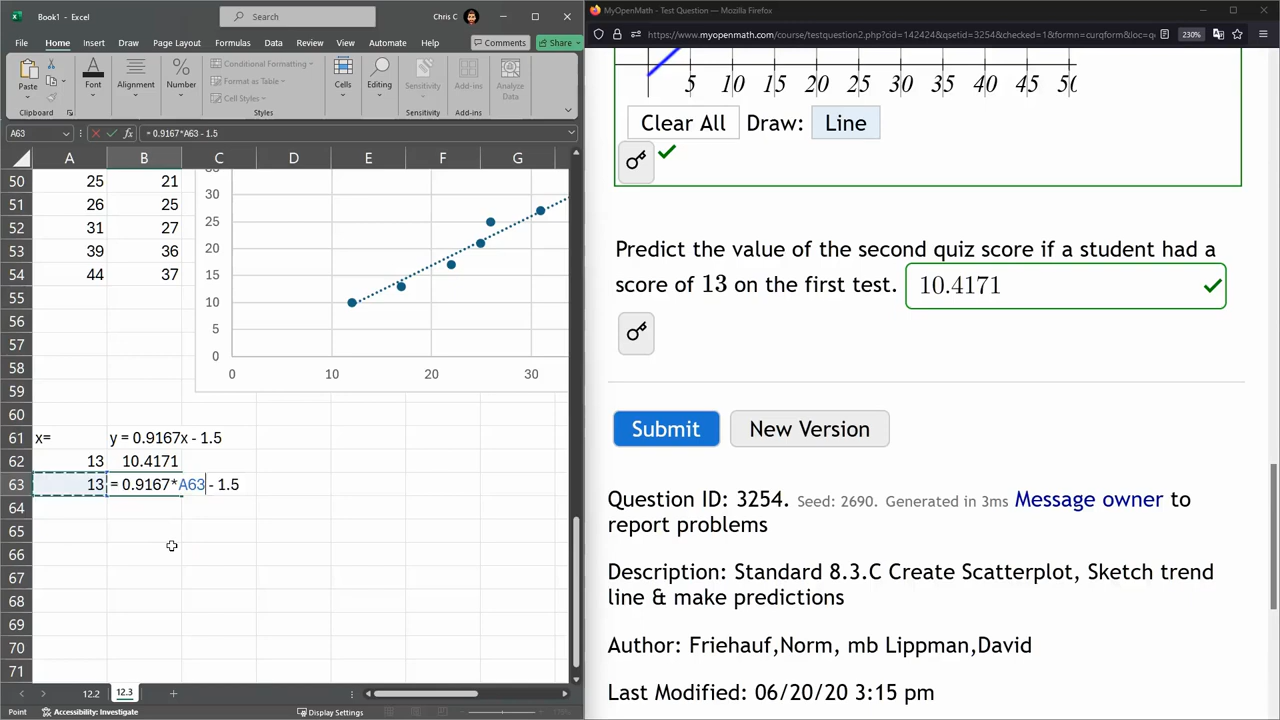 Book1 - Excel
Search
Chris C
File
Home
Insert
Draw
Page Layout
Formulas
Data
Review
View
Automate
Comments
Share
Paste
Font
Alignment
Number
Conditional Formatting
Format as Table
Cell Styles
Cells
Editing
Sensitivity
Add-ins
Analyze
Data
Clipboard
Styles
Sensitivity
Add-ins
A63
= 0.9167*A63 - 1.5
A B C D E F G
50 25 21
51 26 25
52 31 27
53 39 36
54 44 37
55
56
57
58
59
60
61 x= y = 0.9167x - 1.5
62 13 10.4171
63 13 = 0.9167*A63 - 1.5
64
65
66
67
68
69
70
71
35
30
25
20
15
10
5
0
0 10 20 30
12.2 12.3
Point
Accessibility: Investigate
Display Settings
MyOpenMath - Test Question — Mozilla Firefox
https://www.myopenmath.com/course/testquestion2.php?cid=142424&qsetid=3254&checked=1&formn=curqform&loc=q
230%
5 10 15 20 25 30 35 40 45 50
Clear All Draw: Line
Predict the value of the second quiz score if a student had a
score of 13 on the first test. 10.4171
Submit New Version
Question ID: 3254. Seed: 2690. Generated in 3ms Message owner to
report problems
Description: Standard 8.3.C Create Scatterplot, Sketch trend
line & make predictions
Author: Friehauf,Norm, mb Lippman,David
Last Modified: 06/20/20 3:15 pm